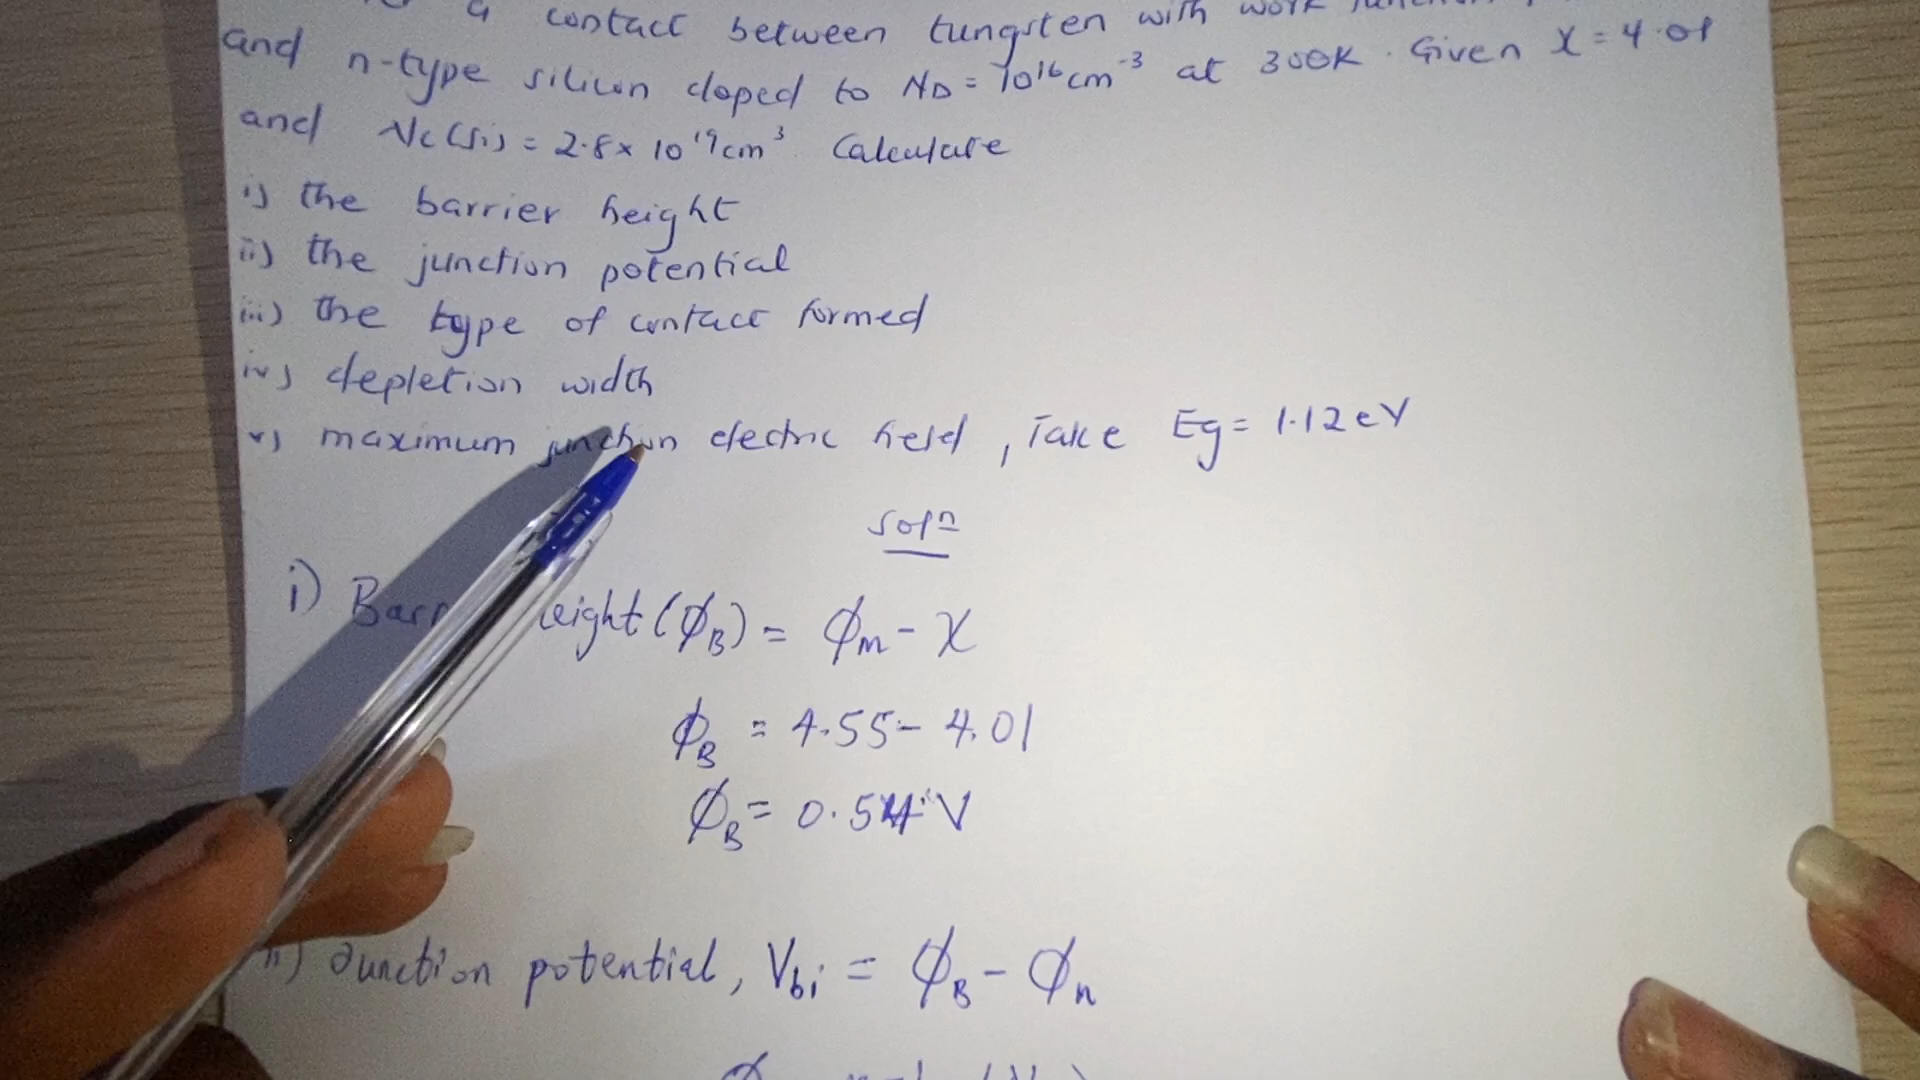 a contact between tungsten with work
and n-type silicon doped to ND = 10¹⁶cm⁻³ at 300K. Given X = 4.01
and Nc(Si) = 2.8 x 10¹⁹cm³ Calculate
i) the barrier height
ii) the junction potential
iii) the type of contact formed
iv) depletion width
v) maximum junction electric field, Take Eg = 1.12eV
Solⁿ
i) Barr eight (ϕB) = ϕm - X
ϕB = 4.55 - 4.01
ϕB = 0.54V
ii) Junction potential, Vbi = ϕB - ϕn